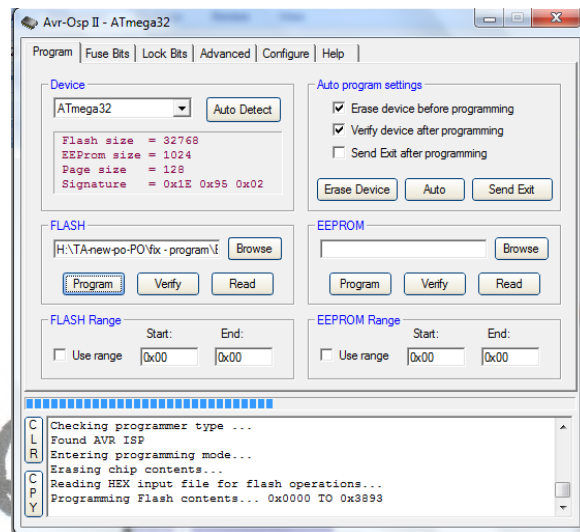 Avr-Osp II - ATmega32
Program Fuse Bits Lock Bits Advanced Configure Help
Device
ATmega32 Auto Detect
Flash size = 32768
EEProm size = 1024
Page size = 128
Signature = 0x1E 0x95 0x02
Auto program settings
Erase device before programming
Verify device after programming
Send Exit after programming
Erase Device Auto Send Exit
FLASH
H:\TA-new-po-PO\fix - program\ Browse
Program Verify Read
EEPROM
Browse
Program Verify Read
FLASH Range
Start: End:
Use range 0x00 0x00
EEPROM Range
Start: End:
Use range 0x00 0x00
CLR
CPY
Checking programmer type ...
Found AVR ISP
Entering programming mode...
Erasing chip contents...
Reading HEX input file for flash operations...
Programming Flash contents... 0x0000 TO 0x3893